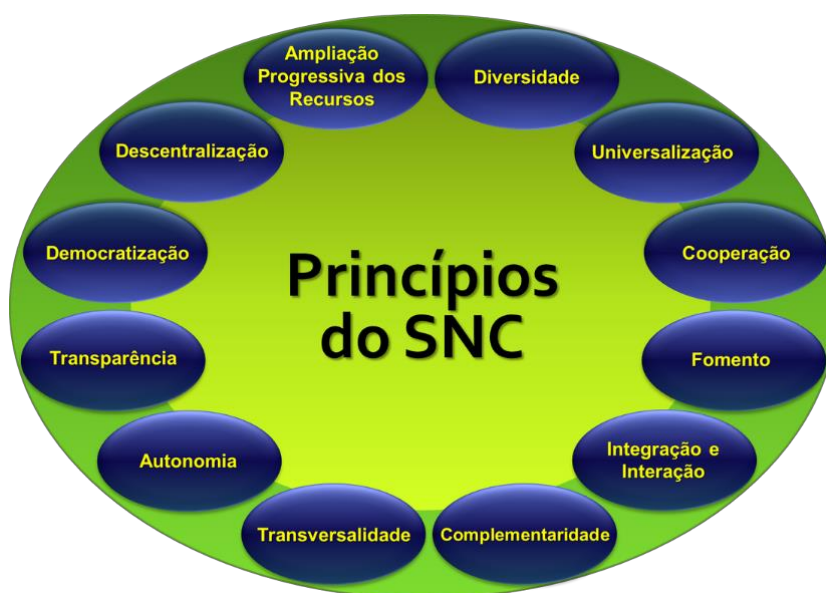 Ampliação
Progressiva dos
Recursos
Diversidade
Descentralização
Universalização
Democratização
Cooperação
Princípios
do SNC
Transparência
Fomento
Autonomia
Integração e
Interação
Transversalidade
Complementaridade